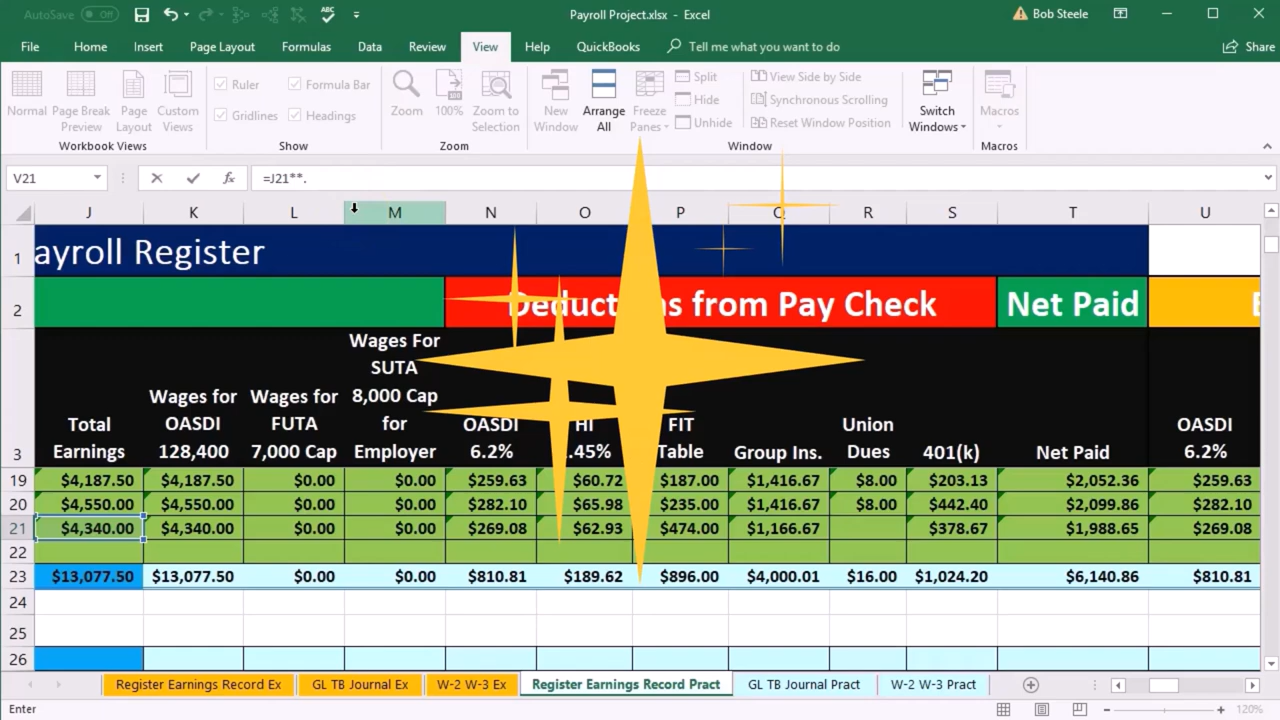 AutoSave Off
Payroll Project.xlsx - Excel
Bob Steele
File Home Insert Page Layout Formulas Data Review View Help QuickBooks Tell me what you want to do Share
Normal
Page Break Preview
Page Layout
Custom Views
Workbook Views
Ruler
Formula Bar
Gridlines
Headings
Show
Zoom
100%
Zoom to Selection
Zoom
New Window
Arrange All
Freeze Panes
Split
Hide
Unhide
View Side by Side
Synchronous Scrolling
Reset Window Position
Switch Windows
Window
Macros
Macros
V21 fx =J21**.
J K L M N O P Q R S T U
1 ayroll Register
2 from Pay Check Net Paid
3
Total Earnings
Wages for OASDI 128,400
Wages for FUTA 7,000 Cap
Wages For SUTA 8,000 Cap for Employer
OASDI 6.2%
.45%
FIT Table
Group Ins.
Union Dues
401(k)
Net Paid
OASDI 6.2%
19 $4,187.50 $4,187.50 $0.00 $0.00 $259.63 $60.72 $187.00 $1,416.67 $8.00 $203.13 $2,052.36 $259.63
20 $4,550.00 $4,550.00 $0.00 $0.00 $282.10 $65.98 $235.00 $1,416.67 $8.00 $442.40 $2,099.86 $282.10
21 $4,340.00 $4,340.00 $0.00 $0.00 $269.08 $62.93 $474.00 $1,166.67 $378.67 $1,988.65 $269.08
22
23 $13,077.50 $13,077.50 $0.00 $0.00 $810.81 $189.62 $896.00 $4,000.01 $16.00 $1,024.20 $6,140.86 $810.81
24
25
26
Register Earnings Record Ex GL TB Journal Ex W-2 W-3 Ex Register Earnings Record Pract GL TB Journal Pract W-2 W-3 Pract
Enter 120%